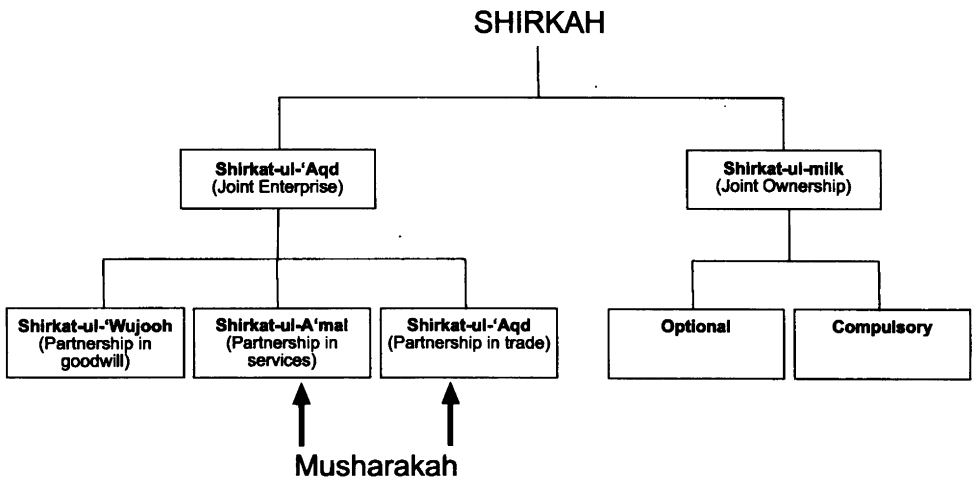 SHIRKAH
Shirkat-ul-‘Aqd
(Joint Enterprise)
Shirkat-ul-milk
(Joint Ownership)
Shirkat-ul-‘Wujooh
(Partnership in
goodwill)
Shirkat-ul-A‘mal
(Partnership in
services)
Shirkat-ul-‘Aqd
(Partnership in trade)
Optional
Compulsory
Musharakah